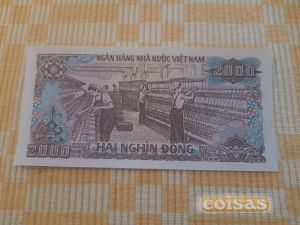 NGÂN HÀNG NHÀ NƯỚC VIỆT NAM
2000
2000
HAI NGHÌN ĐỒNG
coisas